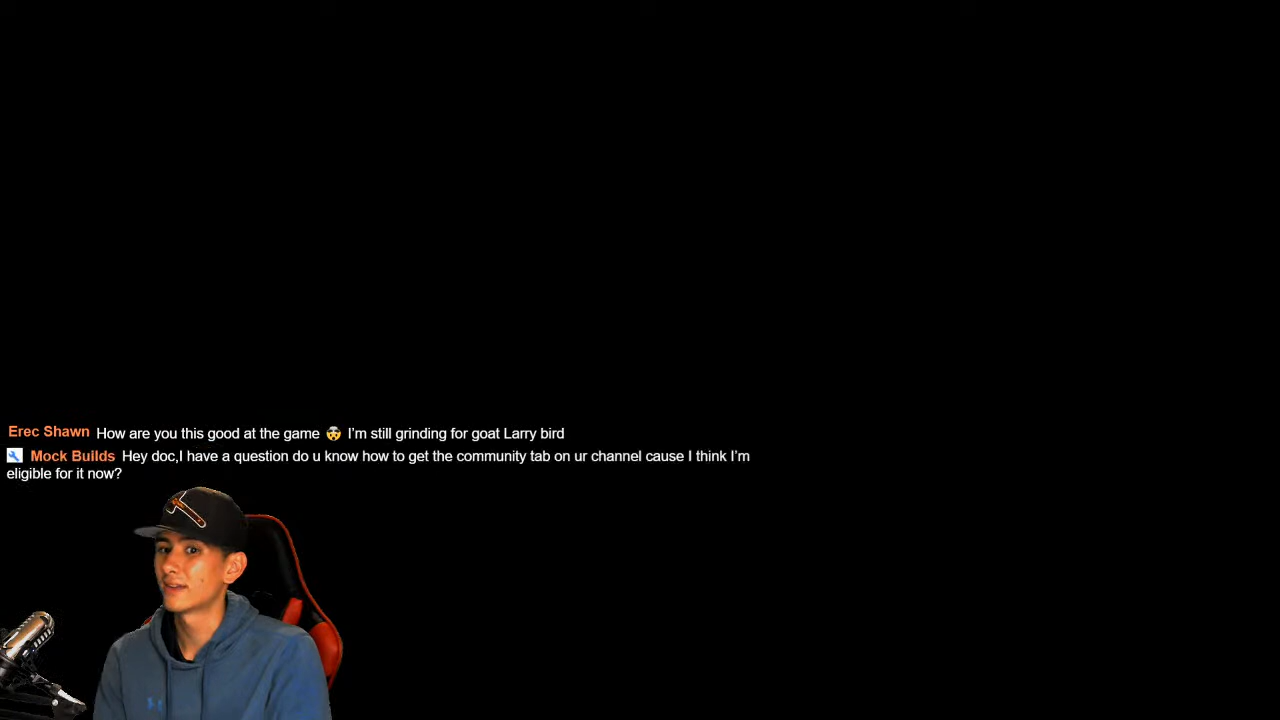 Erec Shawn How are you this good at the game 🤯 I'm still grinding for goat Larry bird
Mock Builds Hey doc,I have a question do u know how to get the community tab on ur channel cause I think I'm
eligible for it now?